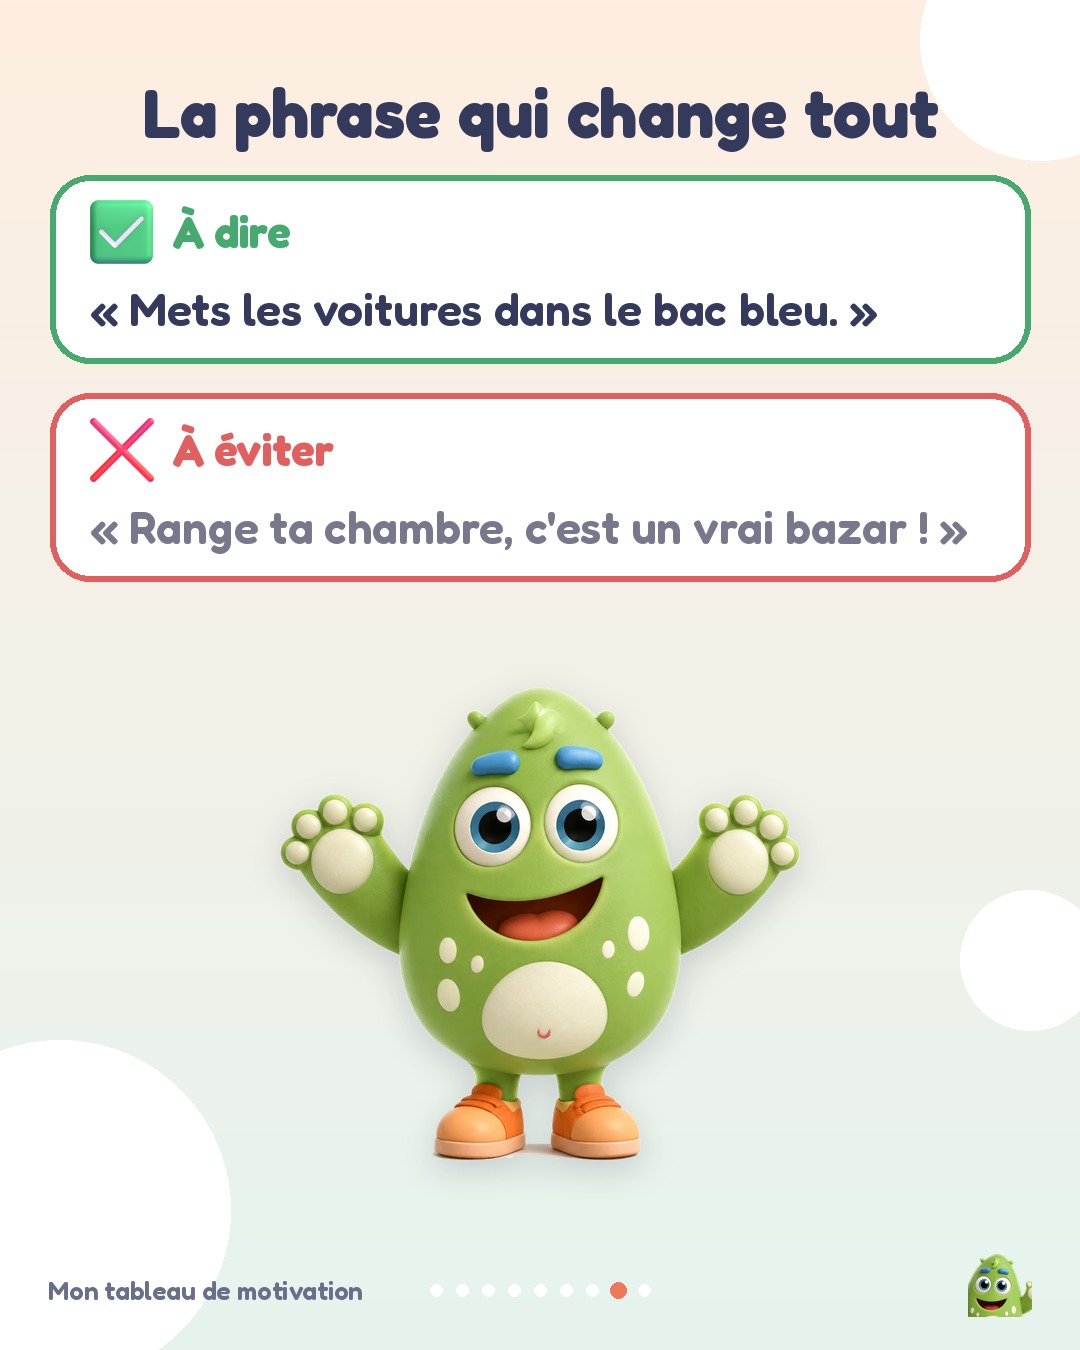 La phrase qui change tout
À dire
« Mets les voitures dans le bac bleu. »
À éviter
« Range ta chambre, c'est un vrai bazar ! »
Mon tableau de motivation